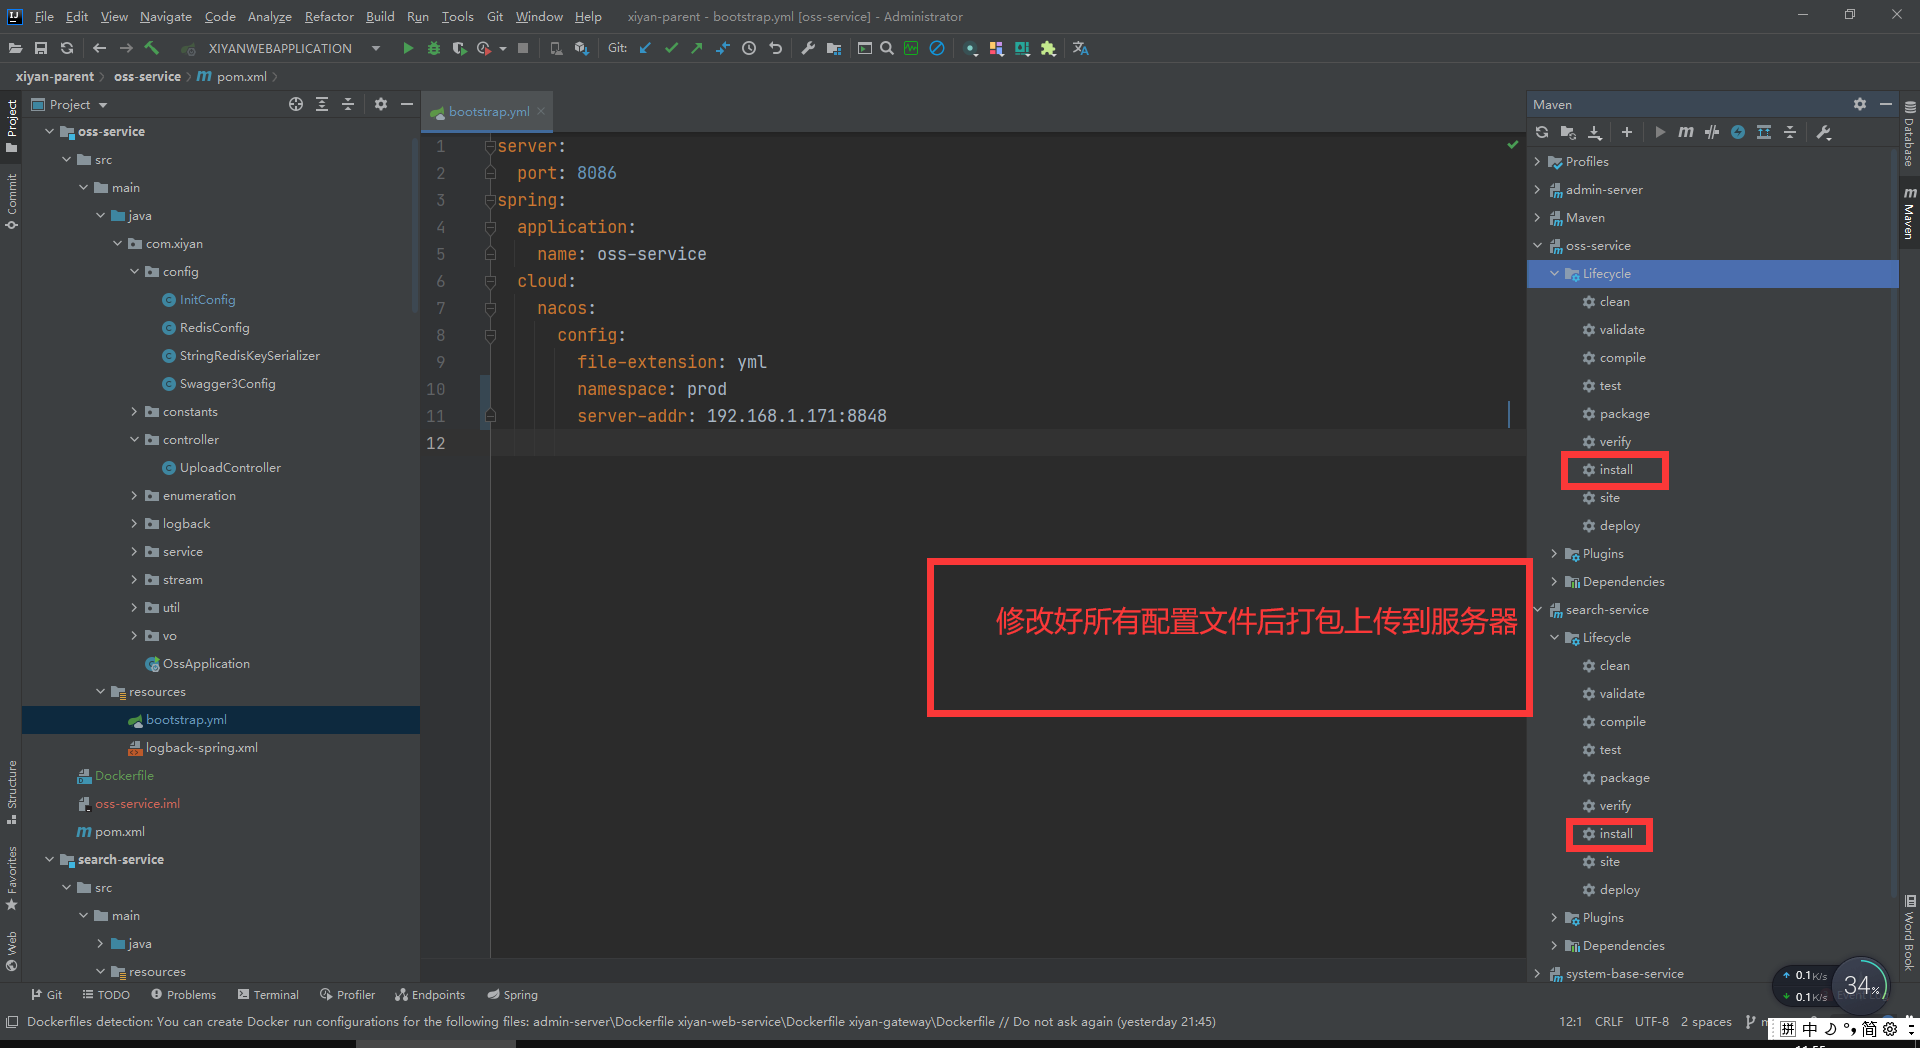 File Edit View Navigate Code Analyze Refactor Build Run Tools Git Window Help xiyan-parent - bootstrap.yml [oss-service] - Administrator
XIYANWEBAPPLICATION Git:
xiyan-parent oss-service pom.xml
Project
bootstrap.yml
Maven
Project
Commit
Structure
Favorites
Web
oss-service
src
main
java
com.xiyan
config
InitConfig
RedisConfig
StringRedisKeySerializer
Swagger3Config
constants
controller
UploadController
enumeration
logback
service
stream
util
vo
OssApplication
resources
bootstrap.yml
logback-spring.xml
Dockerfile
oss-service.iml
pom.xml
search-service
src
main
java
resources
1 server:
2 port: 8086
3 spring:
4 application:
5 name: oss-service
6 cloud:
7 nacos:
8 config:
9 file-extension: yml
10 namespace: prod
11 server-addr: 192.168.1.171:8848
12
修改好所有配置文件后打包上传到服务器
Profiles
admin-server
Maven
oss-service
Lifecycle
clean
validate
compile
test
package
verify
install
site
deploy
Plugins
Dependencies
search-service
Lifecycle
clean
validate
compile
test
package
verify
install
site
deploy
Plugins
Dependencies
system-base-service
Database
Maven
Word Book
0.1K/s
0.1K/s
34%
Git TODO Problems Terminal Profiler Endpoints Spring
Dockerfiles detection: You can create Docker run configurations for the following files: admin-server\Dockerfile xiyan-web-service\Dockerfile xiyan-gateway\Dockerfile // Do not ask again (yesterday 21:45)
12:1 CRLF UTF-8 2 spaces
拼 中 简